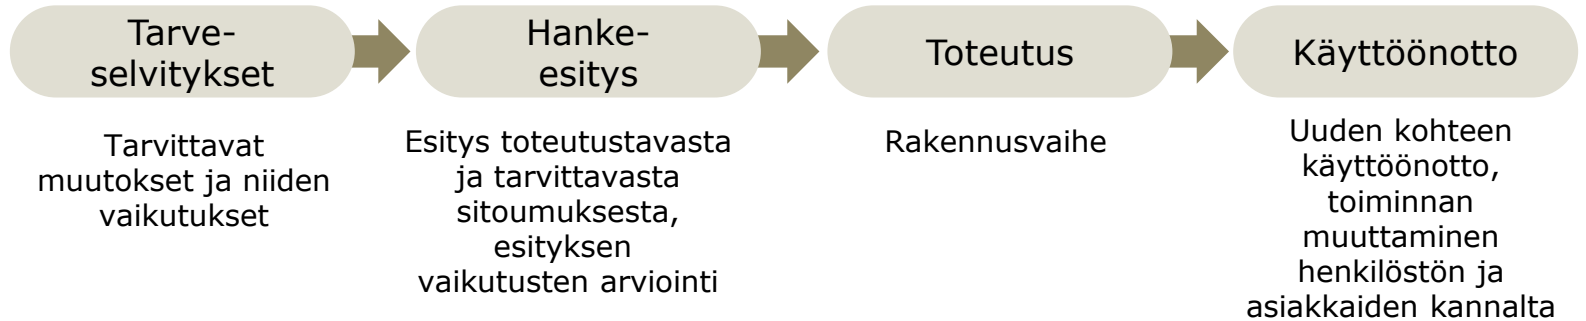 Tarve-
selvitykset
Hanke-
esitys
Toteutus
Käyttöönotto
Tarvittavat
muutokset ja niiden
vaikutukset
Esitys toteutustavasta
ja tarvittavasta
sitoumuksesta,
esityksen
vaikutusten arviointi
Rakennusvaihe
Uuden kohteen
käyttöönotto,
toiminnan
muuttaminen
henkilöstön ja
asiakkaiden kannalta